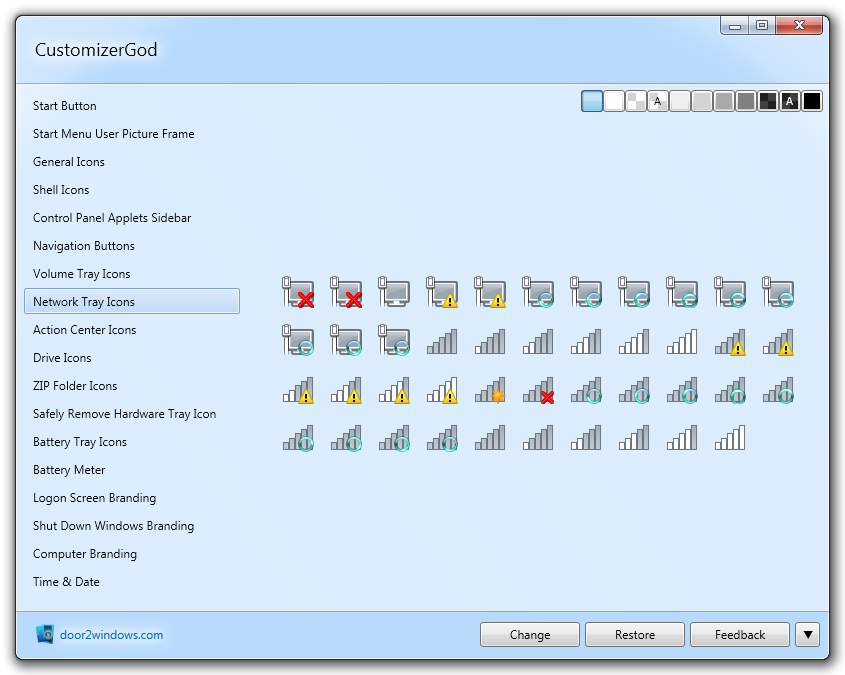 CustomizerGod
A
A
Start Button
Start Menu User Picture Frame
General Icons
Shell Icons
Control Panel Applets Sidebar
Navigation Buttons
Volume Tray Icons
Network Tray Icons
Action Center Icons
Drive Icons
ZIP Folder Icons
Safely Remove Hardware Tray Icon
Battery Tray Icons
Battery Meter
Logon Screen Branding
Shut Down Windows Branding
Computer Branding
Time & Date
door2windows.com
Change
Restore
Feedback